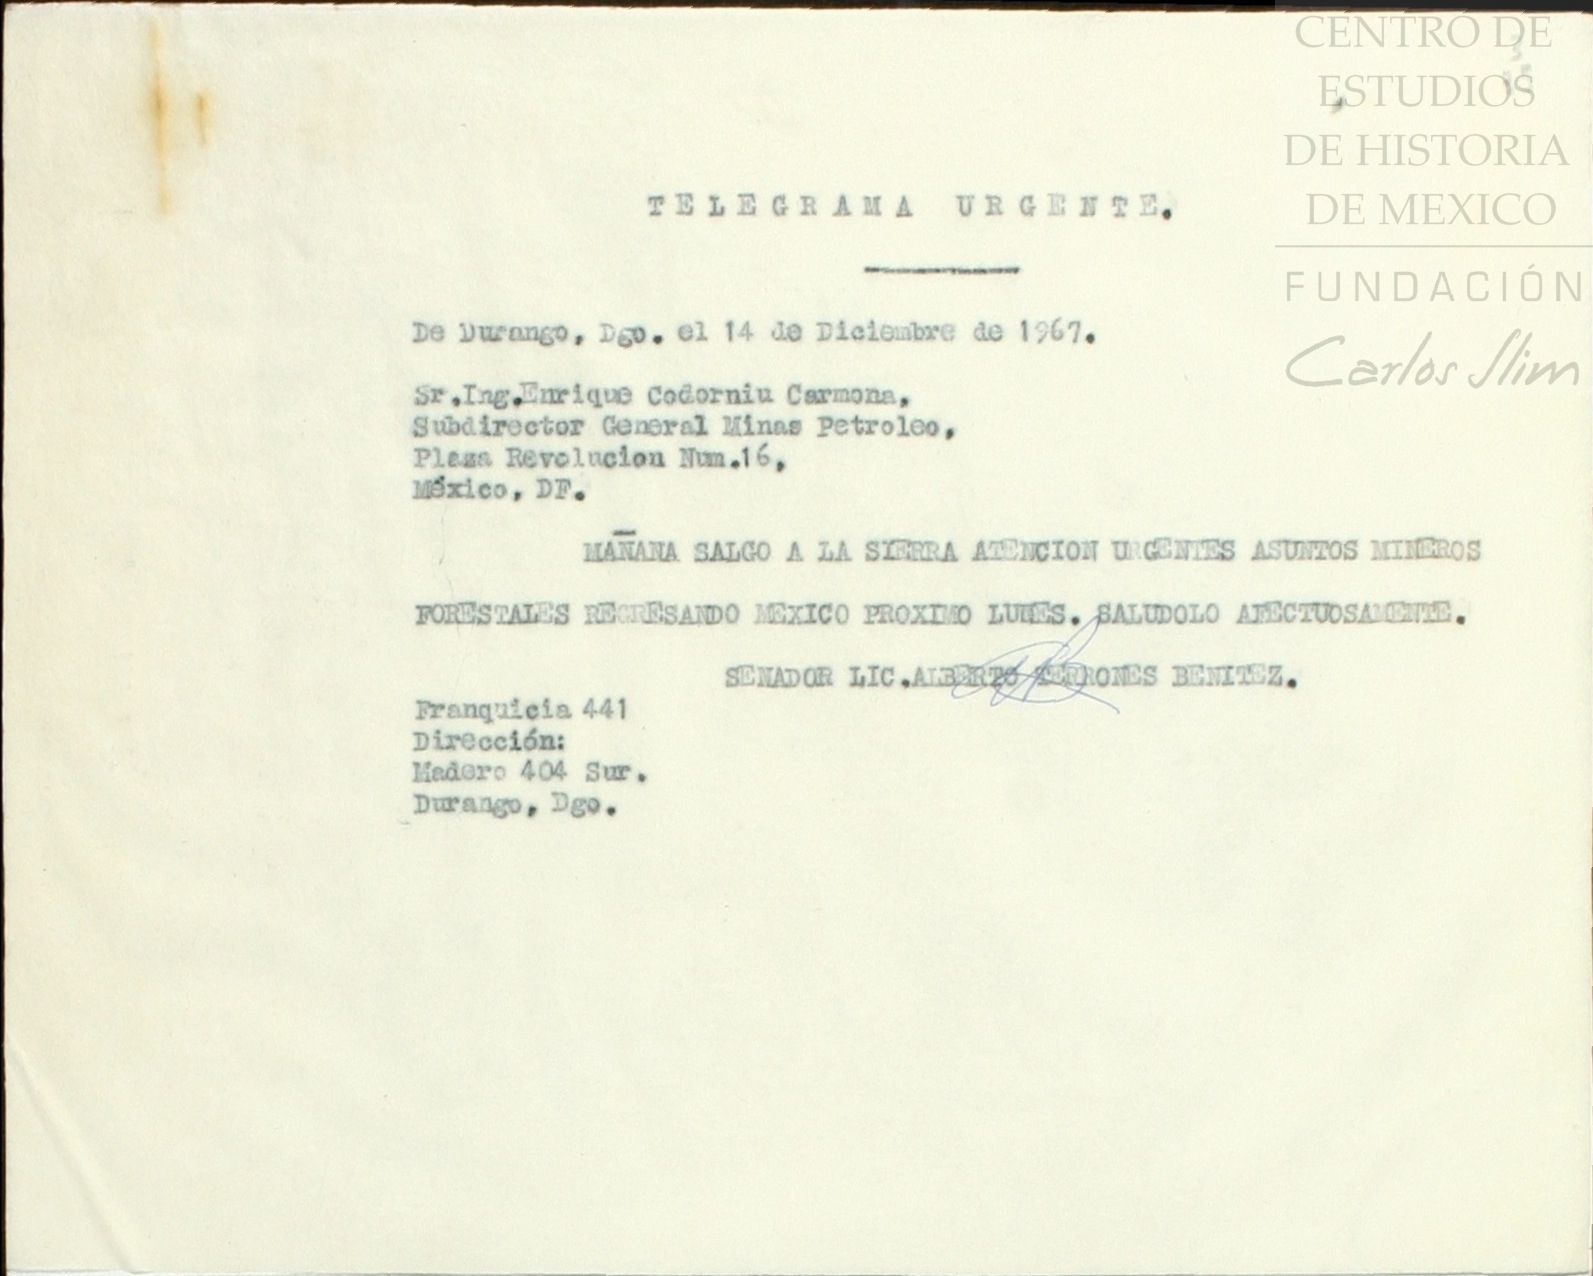 CENTRO DE
ESTUDIOS
DE HISTORIA
DE MEXICO
FUNDACIÓN
Carlos Slim
TELEGRAMA URGENTE.
De Durango, Dgo. el 14 de Diciembre de 1967.
Sr.Ing.Enrique Codorniu Carmona,
Subdirector General Minas Petroleo,
Plaza Revolucion Num.16,
México, DF.
MAÑANA SALGO A LA SIERRA ATENCION URGENTES ASUNTOS MINEROS
FORESTALES REGRESANDO MEXICO PROXIMO LUNES. SALUDOLO AFECTUOSAMENTE.
SENADOR LIC.ALBERTO TERRONES BENITEZ.
Franquicia 441
Dirección:
Madero 404 Sur.
Durango, Dgo.